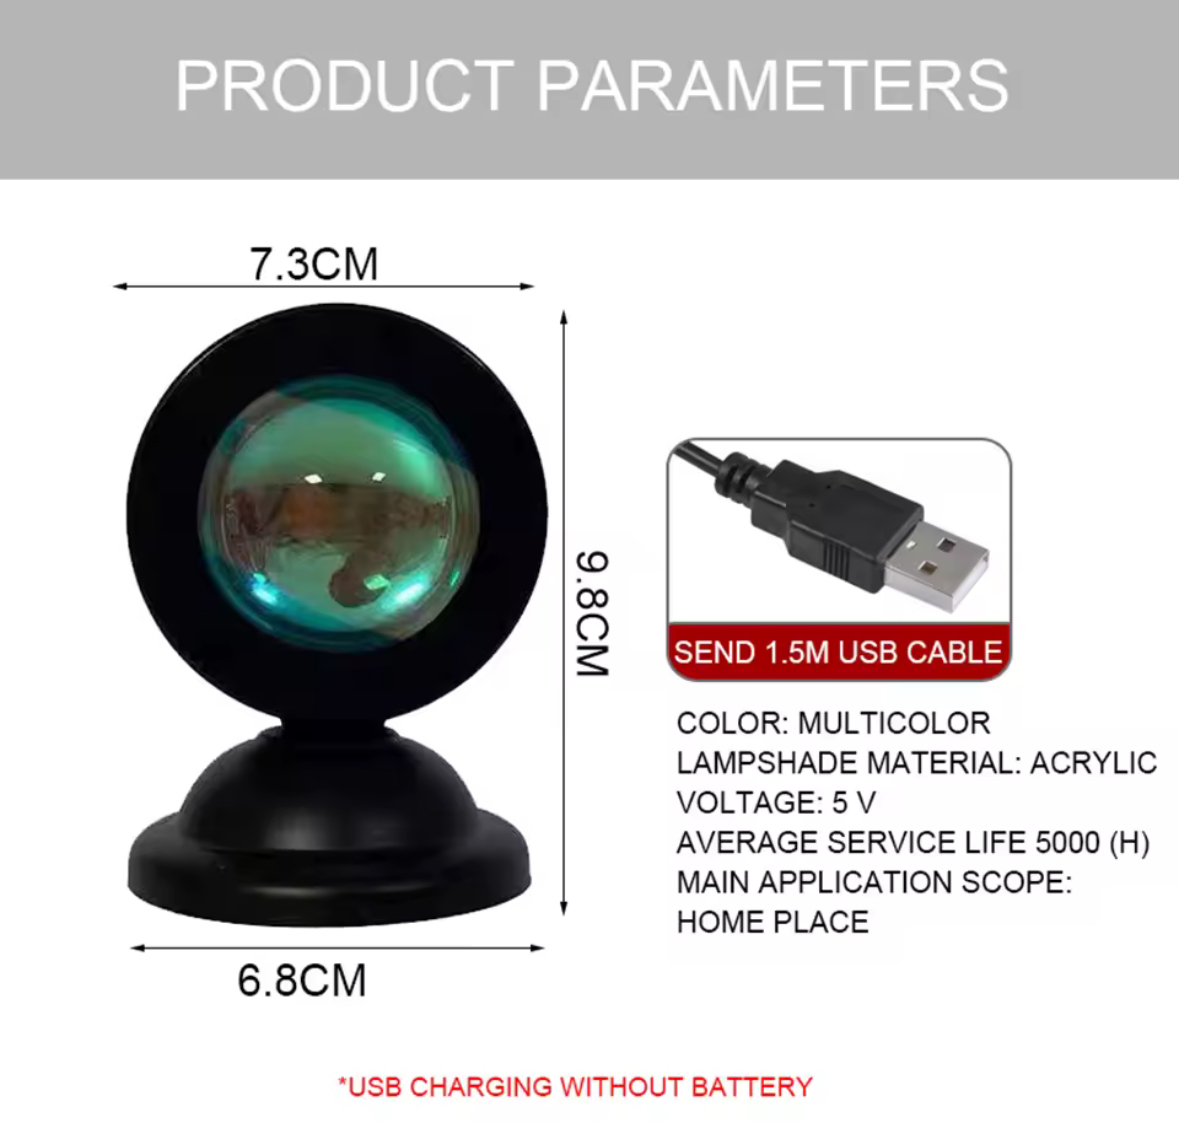 PRODUCT PARAMETERS
7.3CM
9.8CM
6.8CM
SEND 1.5M USB CABLE
COLOR: MULTICOLOR
LAMPSHADE MATERIAL: ACRYLIC
VOLTAGE: 5 V
AVERAGE SERVICE LIFE 5000 (H)
MAIN APPLICATION SCOPE:
HOME PLACE
*USB CHARGING WITHOUT BATTERY